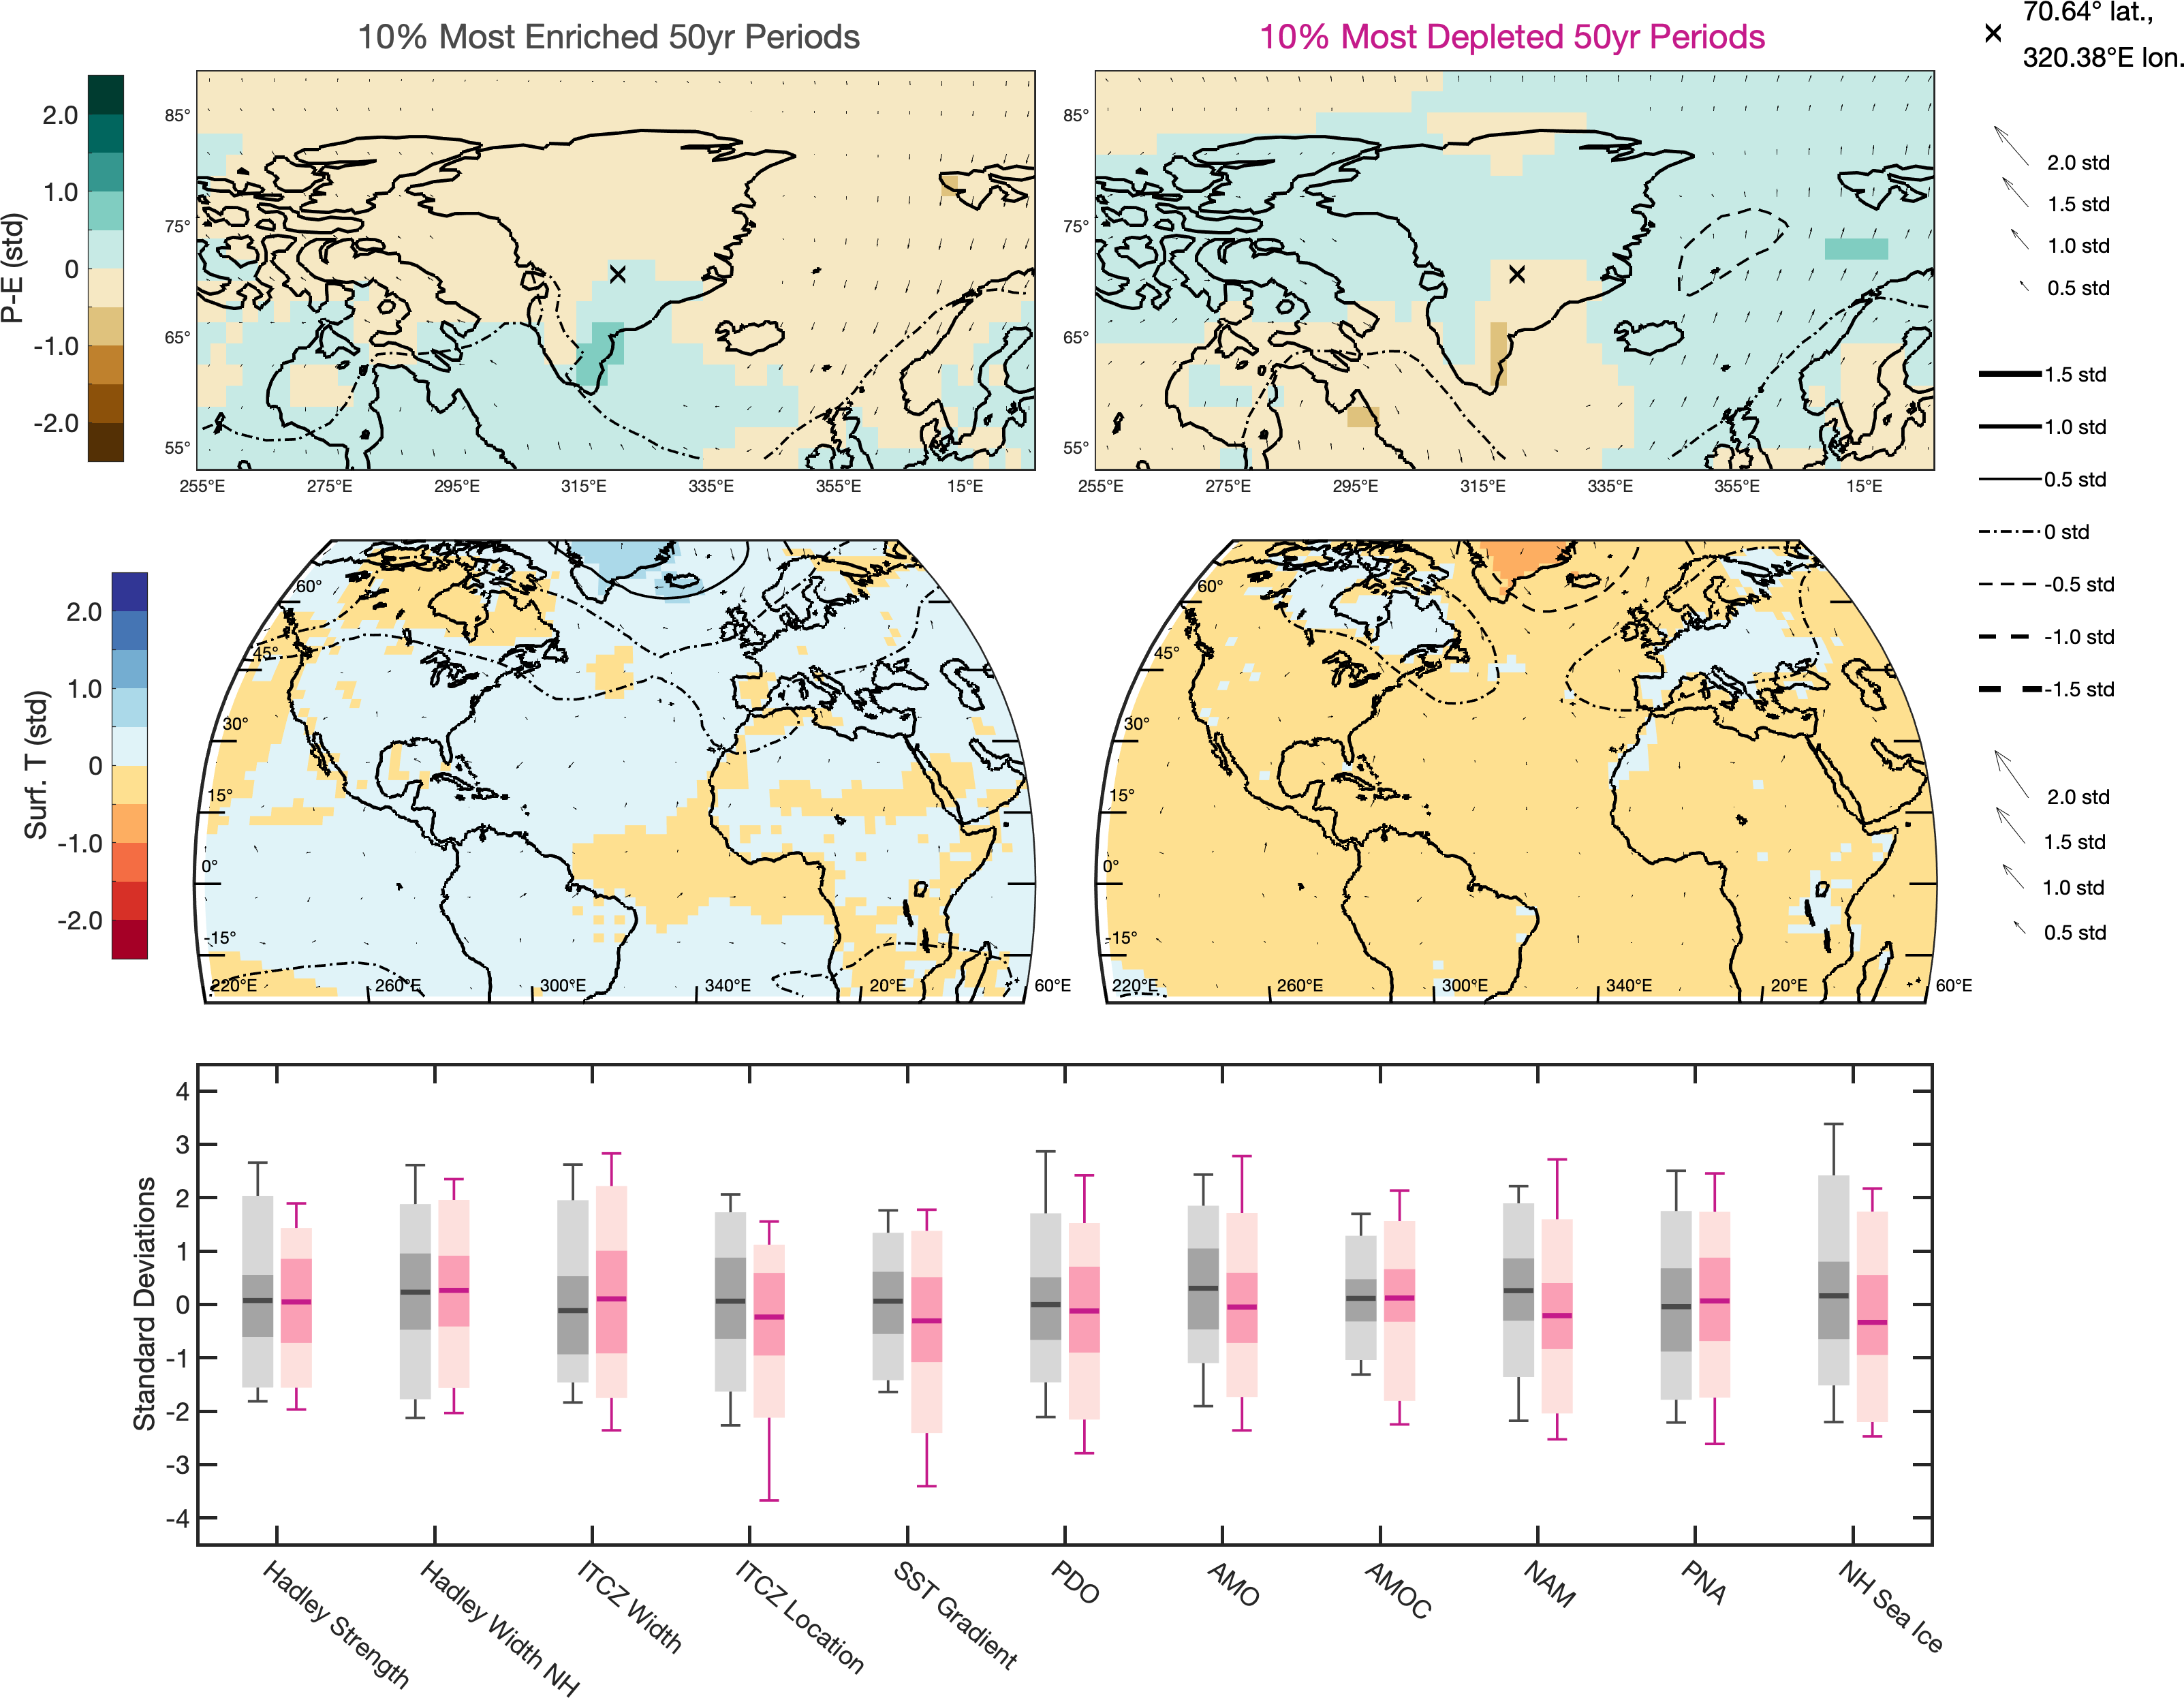 10% Most Enriched 50yr Periods
10% Most Depleted 50yr Periods
70.64° lat.,
320.38°E lon.
P-E (std)
2.0
1.0
0
-1.0
-2.0
85°
75°
65°
55°
255°E 275°E 295°E 315°E 335°E 355°E 15°E
85°
75°
65°
55°
255°E 275°E 295°E 315°E 335°E 355°E 15°E
2.0 std
1.5 std
1.0 std
0.5 std
1.5 std
1.0 std
0.5 std
0 std
-0.5 std
-1.0 std
-1.5 std
Surf. T (std)
2.0
1.0
0
-1.0
-2.0
60°
45°
30°
15°
0°
-15°
220°E 260°E 300°E 340°E 20°E 60°E
60°
45°
30°
15°
0°
-15°
220°E 260°E 300°E 340°E 20°E 60°E
2.0 std
1.5 std
1.0 std
0.5 std
Standard Deviations
4
3
2
1
0
-1
-2
-3
-4
Hadley Strength
Hadley Width NH
ITCZ Width
ITCZ Location
SST Gradient
PDO
AMO
AMOC
NAM
PNA
NH Sea Ice